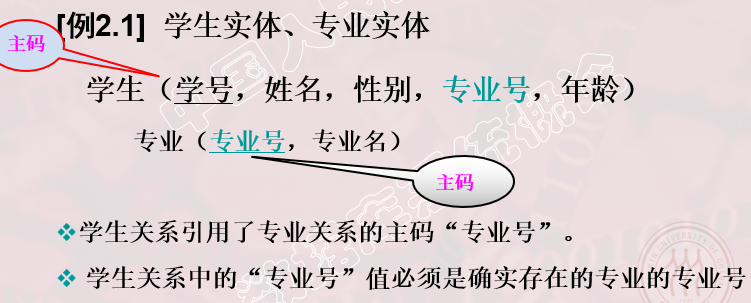 [例2.1] 学生实体、专业实体
主码
学生（学号，姓名，性别，专业号，年龄）
专业（专业号，专业名）
主码
❖学生关系引用了专业关系的主码“专业号”。
❖ 学生关系中的“专业号”值必须是确实存在的专业的专业号